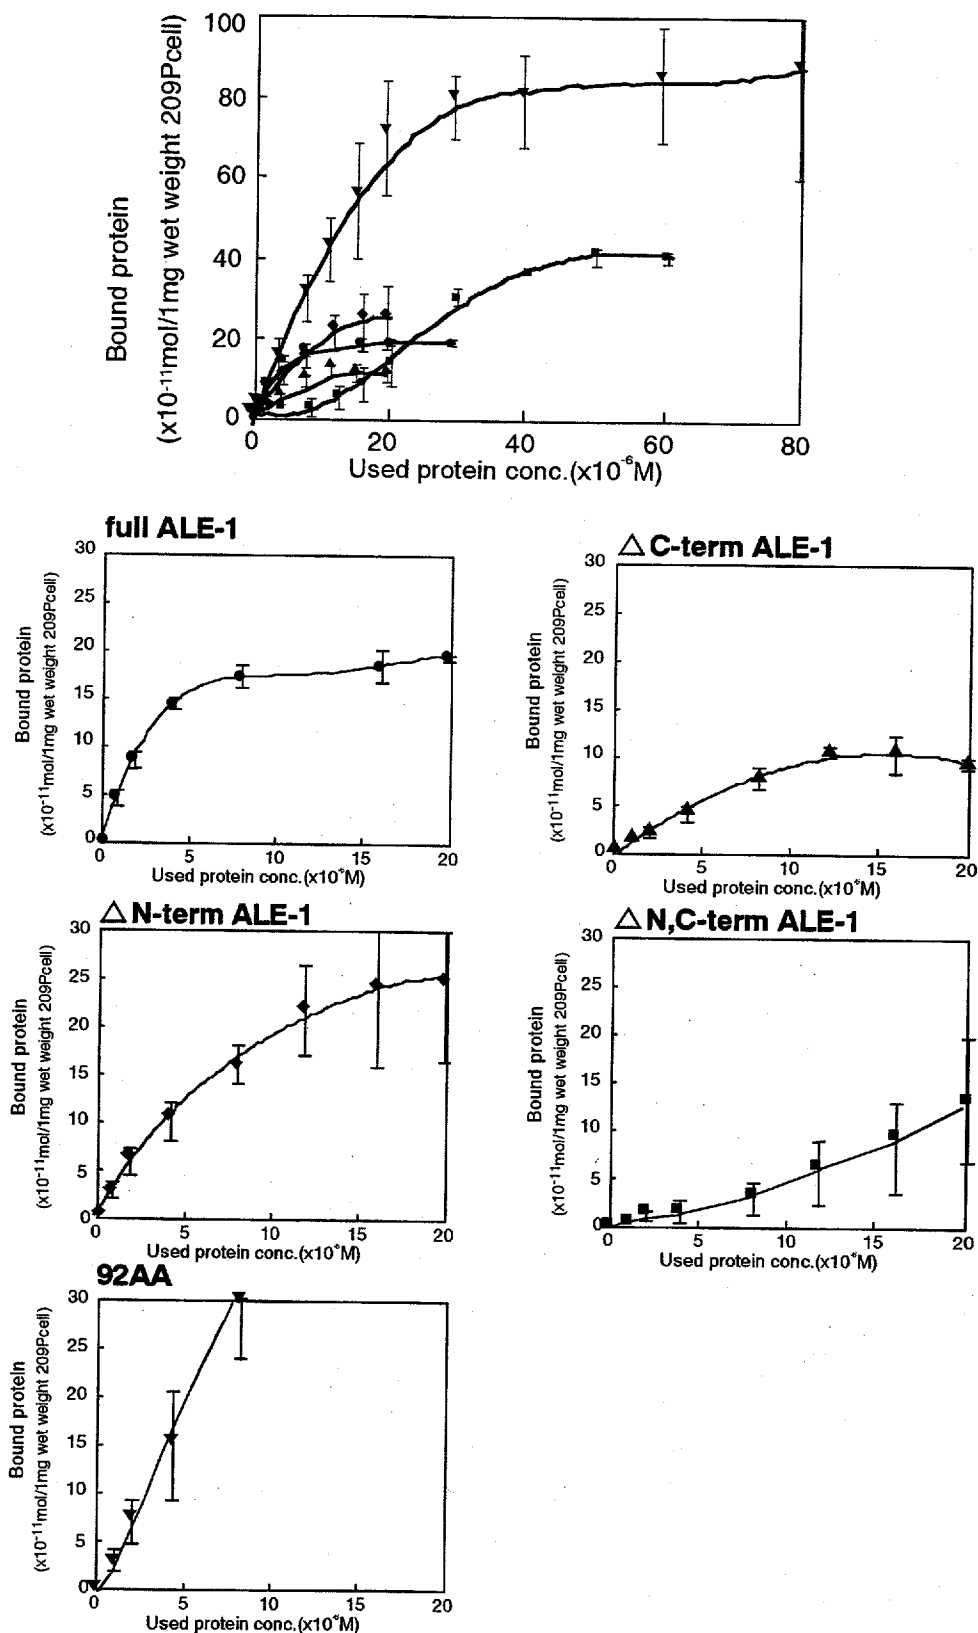 100
80
60
40
20
0
Bound protein
(x10⁻¹¹mol/1mg wet weight 209Pcell)
0 20 40 60 80
Used protein conc.(x10⁻⁶M)
full ALE-1
30
25
20
15
10
5
0
Bound protein
(x10⁻¹¹mol/1mg wet weight 209Pcell)
0 5 10 15 20
Used protein conc.(x10 M)
△ C-term ALE-1
30
25
20
15
10
5
0
Bound protein
(x10⁻¹¹mol/1mg wet weight 209Pcell)
0 5 10 15 20
Used protein conc.(x10 M)
△ N-term ALE-1
30
25
20
15
10
5
0
Bound protein
(x10⁻¹¹mol/1mg wet weight 209Pcell)
0 5 10 15 20
Used protein conc.(x10 M)
△ N,C-term ALE-1
30
25
20
15
10
5
0
Bound protein
(x10⁻¹¹mol/1mg wet weight 209Pcell)
0 5 10 15 20
Used protein conc.(x10 M)
92AA
30
25
20
15
10
5
0
Bound protein
(x10⁻¹¹mol/1mg wet weight 209Pcell)
0 5 10 15 20
Used protein conc.(x10 M)